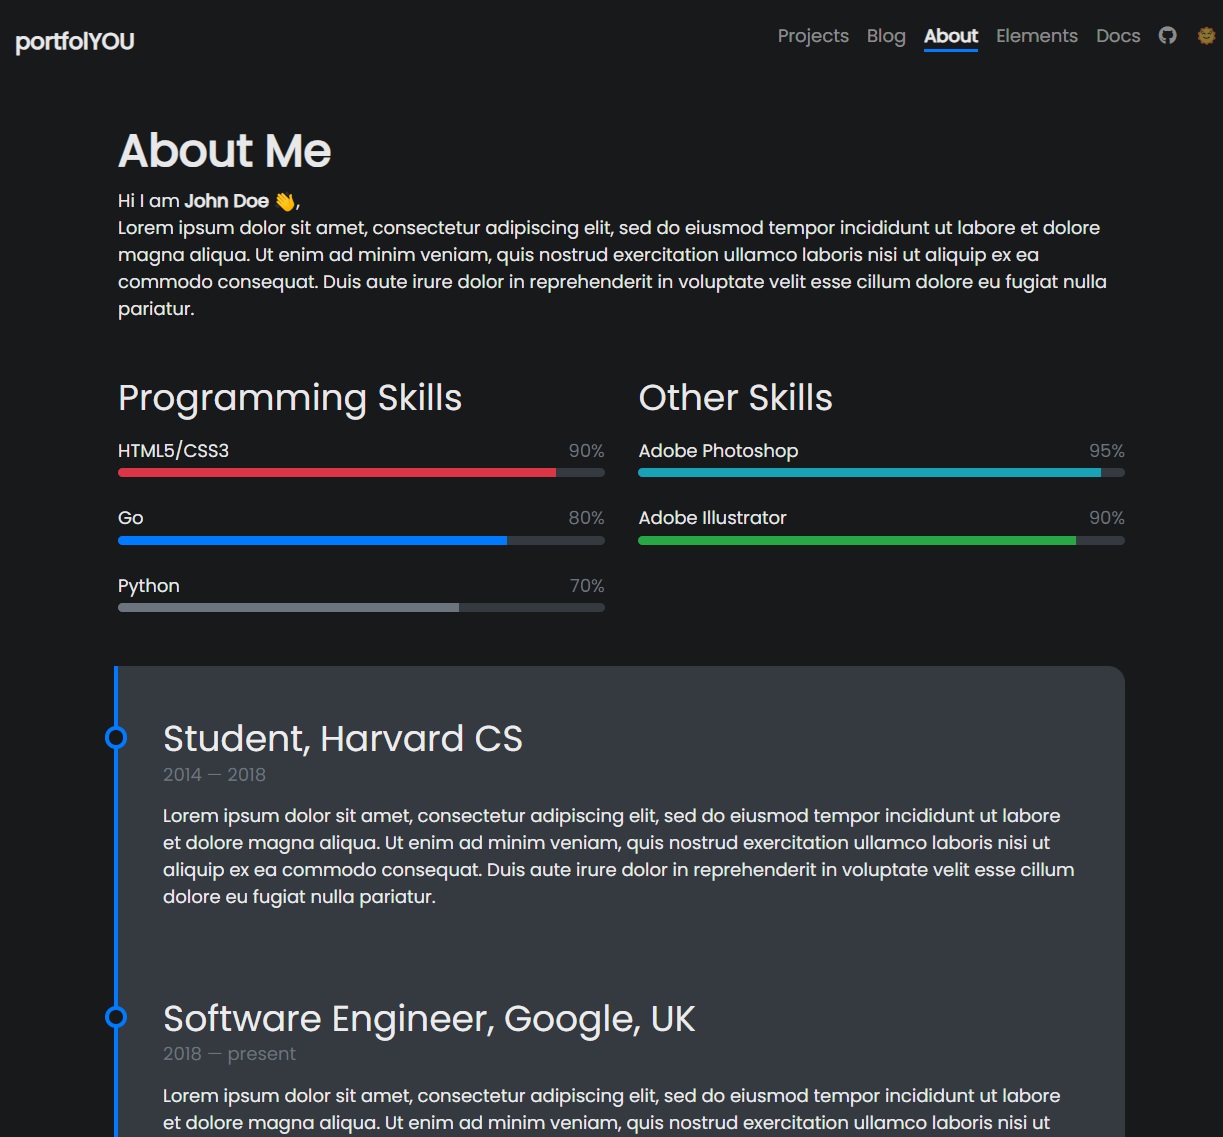 portfolYOU
Projects Blog About Elements Docs
About Me
Hi I am John Doe 👋,
Lorem ipsum dolor sit amet, consectetur adipiscing elit, sed do eiusmod tempor incididunt ut labore et dolore
magna aliqua. Ut enim ad minim veniam, quis nostrud exercitation ullamco laboris nisi ut aliquip ex ea
commodo consequat. Duis aute irure dolor in reprehenderit in voluptate velit esse cillum dolore eu fugiat nulla
pariatur.
Programming Skills
HTML5/CSS3 90%
Go 80%
Python 70%
Other Skills
Adobe Photoshop 95%
Adobe Illustrator 90%
Student, Harvard CS
2014 — 2018
Lorem ipsum dolor sit amet, consectetur adipiscing elit, sed do eiusmod tempor incididunt ut labore
et dolore magna aliqua. Ut enim ad minim veniam, quis nostrud exercitation ullamco laboris nisi ut
aliquip ex ea commodo consequat. Duis aute irure dolor in reprehenderit in voluptate velit esse cillum
dolore eu fugiat nulla pariatur.
Software Engineer, Google, UK
2018 — present
Lorem ipsum dolor sit amet, consectetur adipiscing elit, sed do eiusmod tempor incididunt ut labore
et dolore magna aliqua. Ut enim ad minim veniam, quis nostrud exercitation ullamco laboris nisi ut